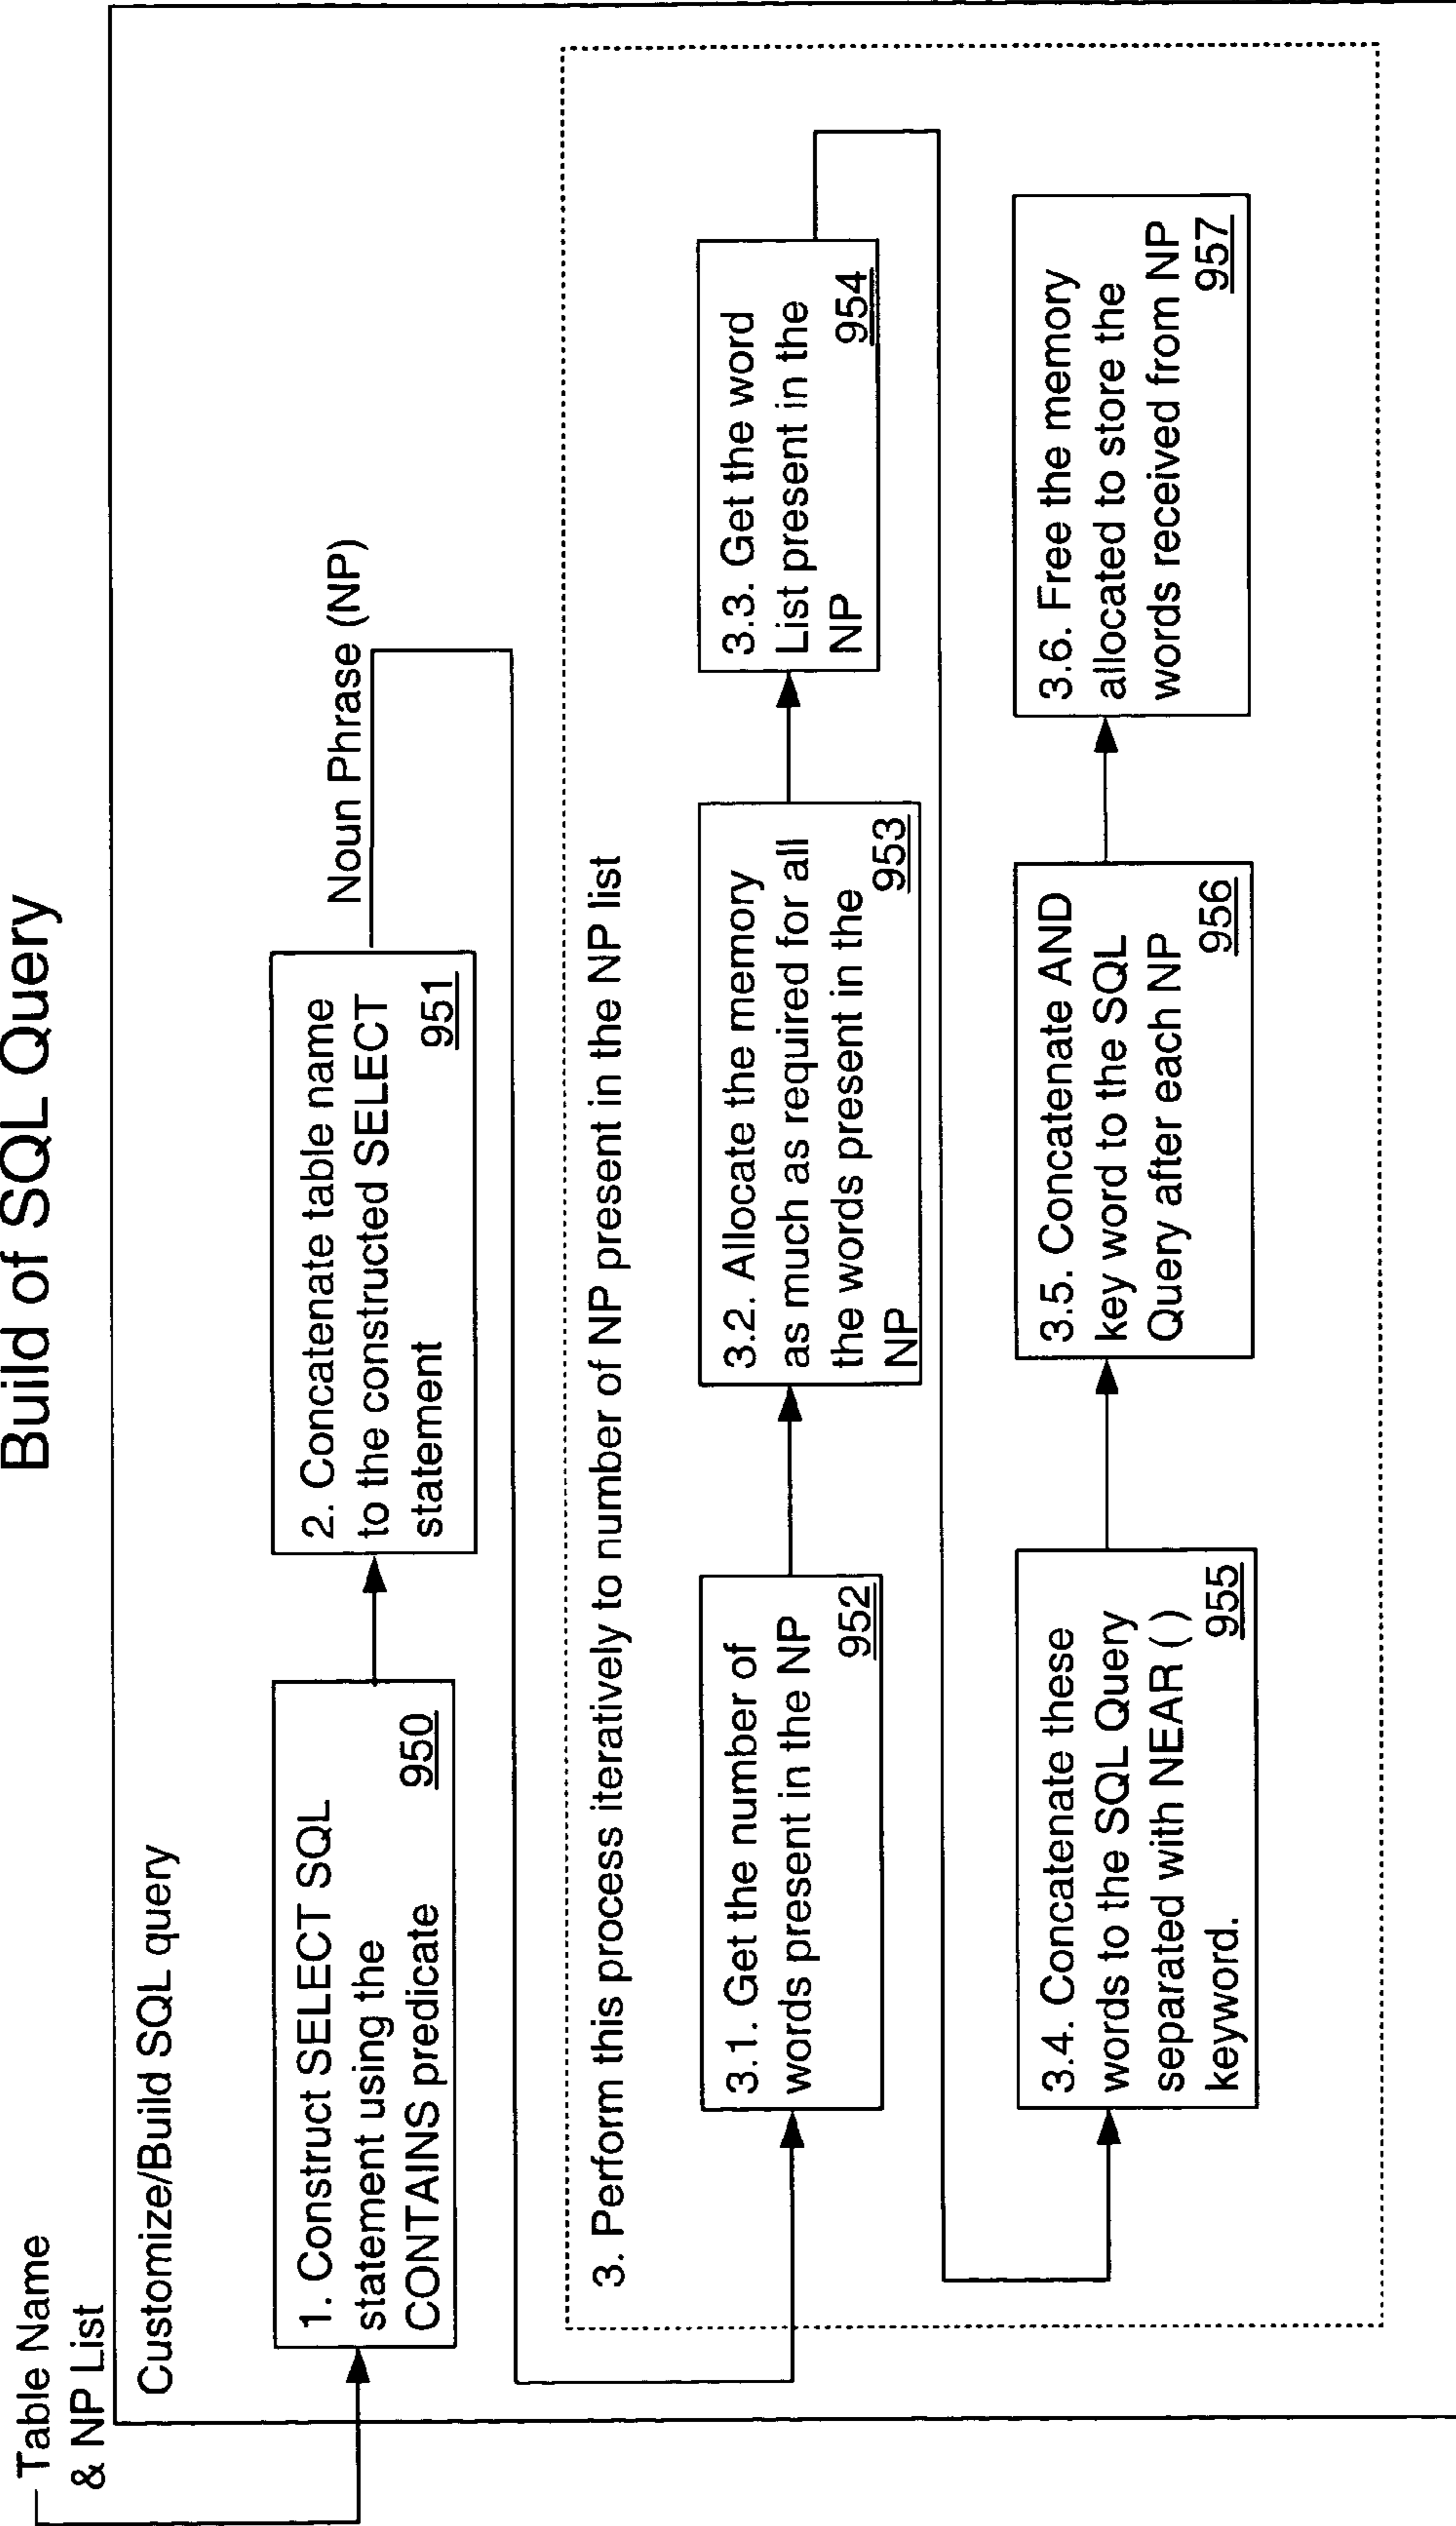 Build of SQL Query
Table Name
& NP List
Customize/Build SQL query
1. Construct SELECT SQL
statement using the
CONTAINS predicate
950
2. Concatenate table name
to the constructed SELECT
statement
951
Noun Phrase (NP)
3. Perform this process iteratively to number of NP present in the NP list
3.1. Get the number of
words present in the NP
952
3.2. Allocate the memory
as much as required for all
the words present in the
NP
953
3.3. Get the word
List present in the
NP
954
3.4. Concatenate these
words to the SQL Query
separated with NEAR ( )
keyword.
955
3.5. Concatenate AND
key word to the SQL
Query after each NP
956
3.6. Free the memory
allocated to store the
words received from NP
957